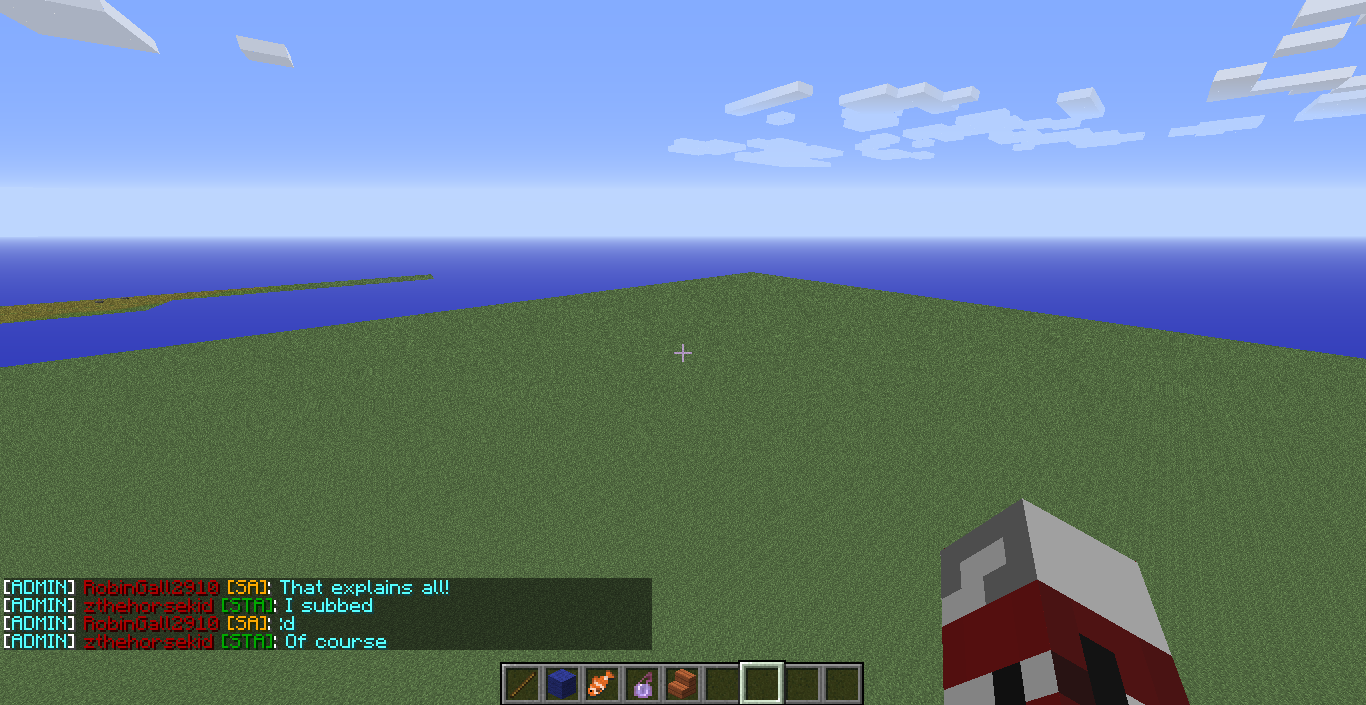 [ADMIN] RobinGall2910 [SA]: That explains all!
[ADMIN] zthehorsekid [STA]: I subbed
[ADMIN] RobinGall2910 [SA]: :d
[ADMIN] zthehorsekid [STA]: Of course